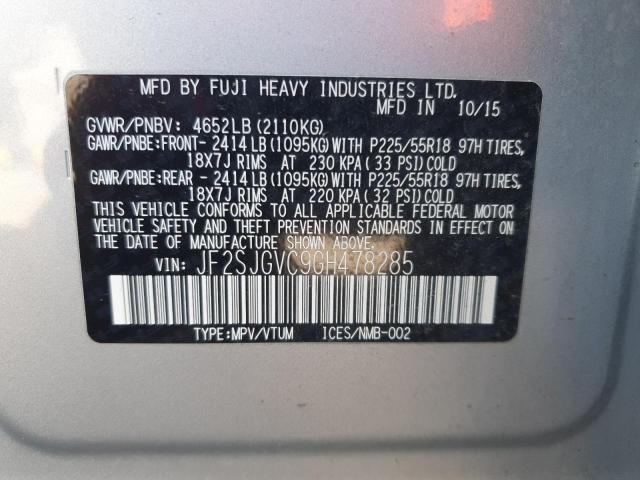 MFD BY FUJI HEAVY INDUSTRIES LTD.
MFD IN 10/15
GVWR/PNBV: 4652LB(2110KG)
GAWR/PNBE:FRONT- 2414LB(1095KG)WITH P225/55R18 97H TIRES,
18X7J RIMS AT 230 KPA(33 PSI)COLD
GAWR/PNBE:REAR - 2414LB(1095KG)WITH P225/55R18 97H TIRES,
18X7J RIMS AT 220 KPA(32 PSI)COLD
THIS VEHICLE CONFORMS TO ALL APPLICABLE FEDERAL MOTOR
VEHICLE SAFETY AND THEFT PREVENTION STANDARDS IN EFFECT
ON THE DATE OF MANUFACTURE SHOWN ABOVE.
VIN: JF2SJGVC9GH478285
TYPE:MPV/VTUM ICES/NMB-002